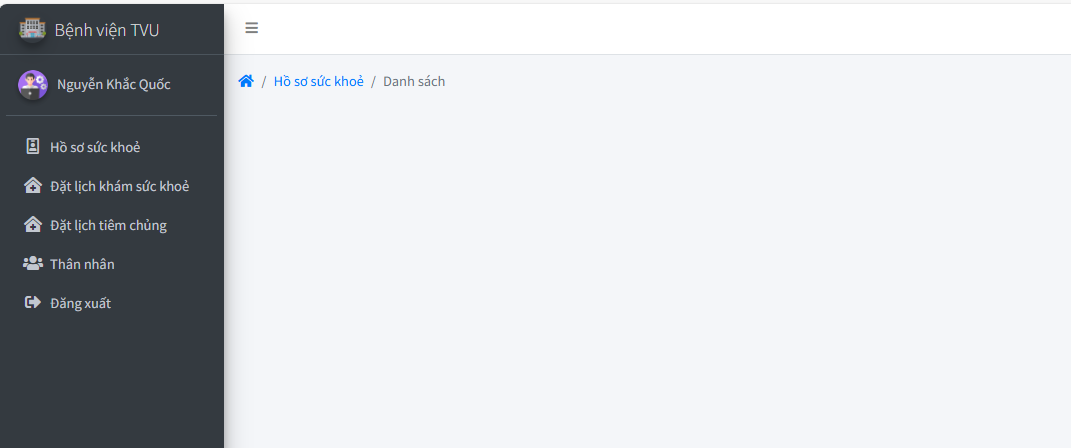 Bệnh viện TVU
Nguyễn Khắc Quốc
/ Hồ sơ sức khoẻ / Danh sách
Hồ sơ sức khoẻ
Đặt lịch khám sức khoẻ
Đặt lịch tiêm chủng
Thân nhân
Đăng xuất